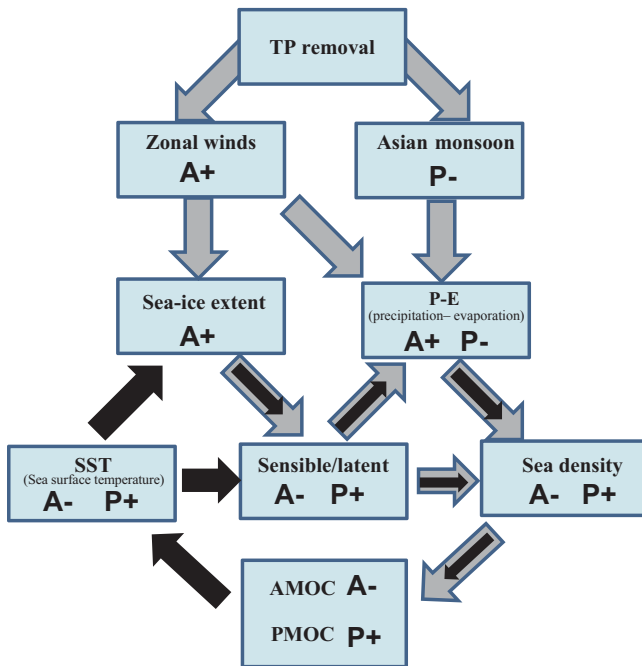 TP removal
Zonal winds
A+
Asian monsoon
P-
Sea-ice extent
A+
P-E
(precipitation– evaporation)
A+ P-
SST
(Sea surface temperature)
A- P+
Sensible/latent
A- P+
Sea density
A- P+
AMOC A-
PMOC P+